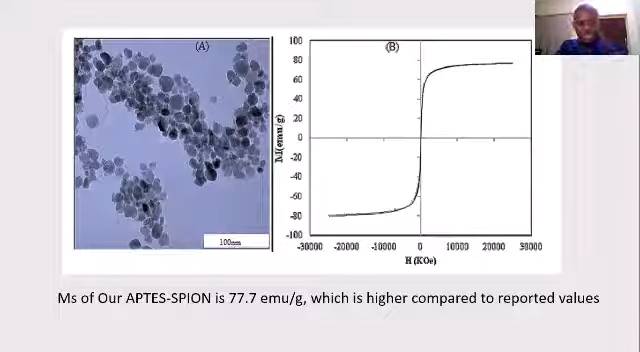 (A)
100nm
(B)
M(emu/g)
100
80
60
40
20
0
-20
-40
-60
-80
-100
-30000 -20000 -10000 0 10000 20000 30000
H (KOe)
Ms of Our APTES-SPION is 77.7 emu/g, which is higher compared to reported values